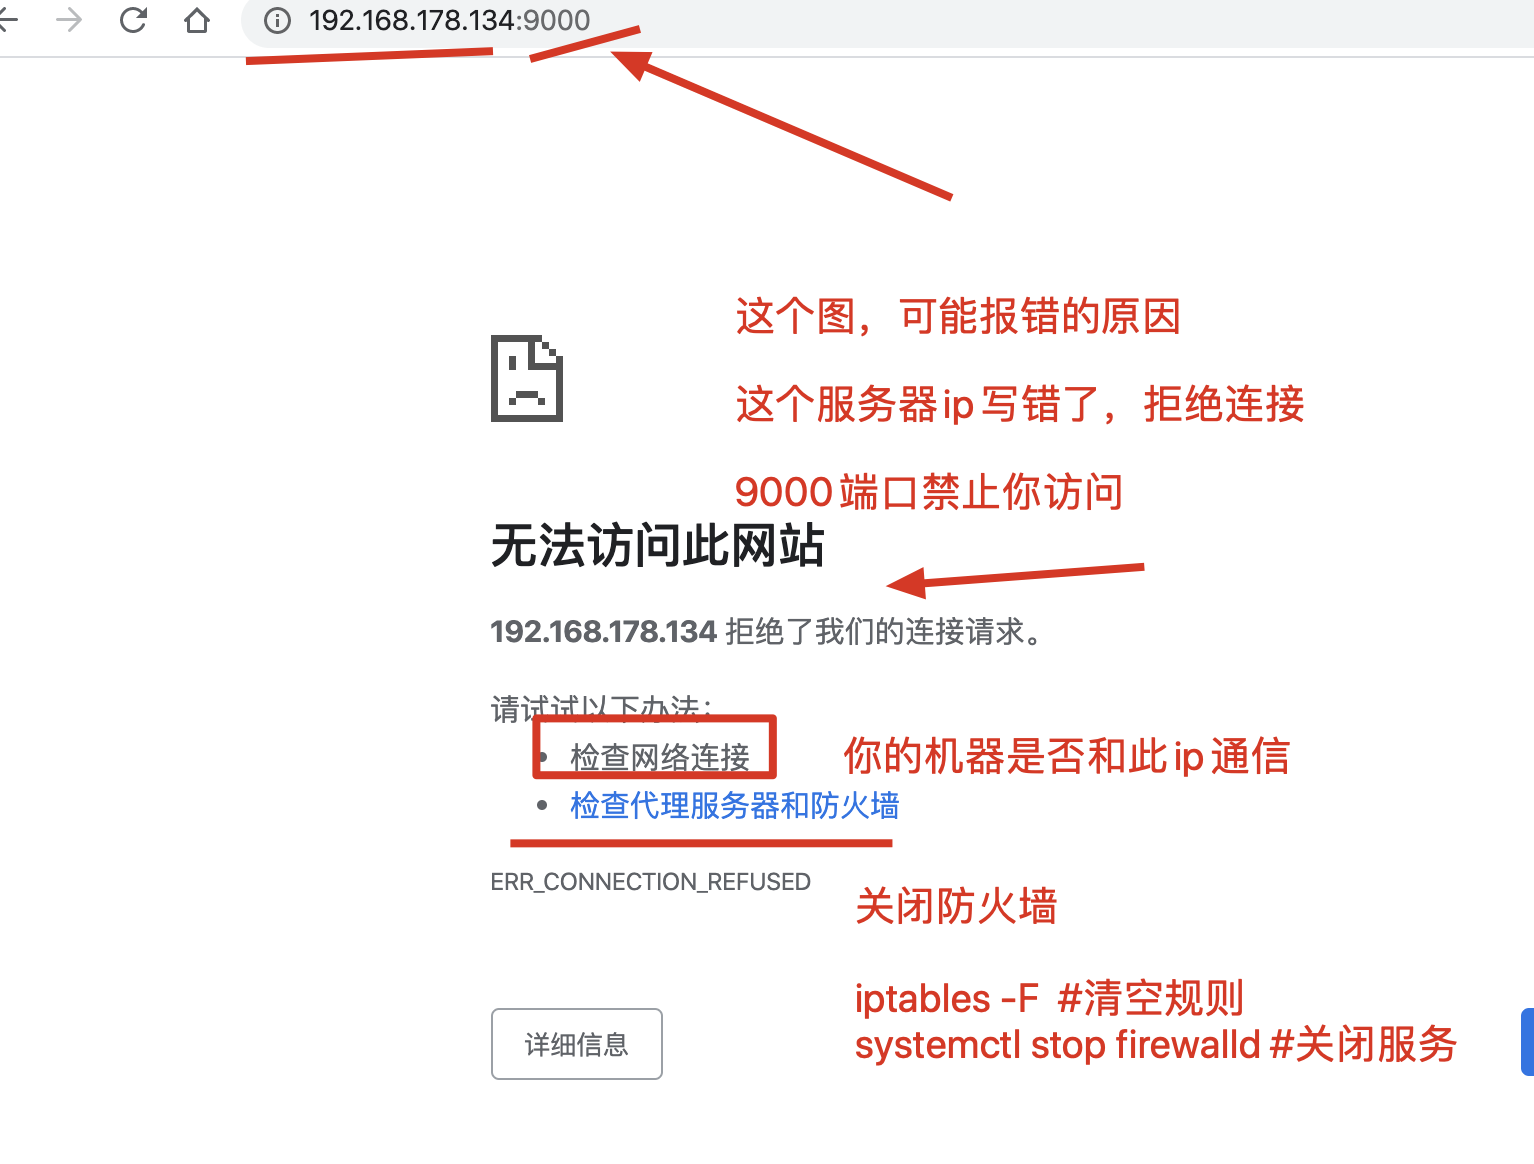 192.168.178.134:9000
这个图，可能报错的原因
这个服务器ip写错了，拒绝连接
9000端口禁止你访问
无法访问此网站
192.168.178.134 拒绝了我们的连接请求。
请试试以下办法：
检查网络连接
你的机器是否和此ip通信
检查代理服务器和防火墙
ERR_CONNECTION_REFUSED
关闭防火墙
iptables -F #清空规则
systemctl stop firewalld #关闭服务
详细信息